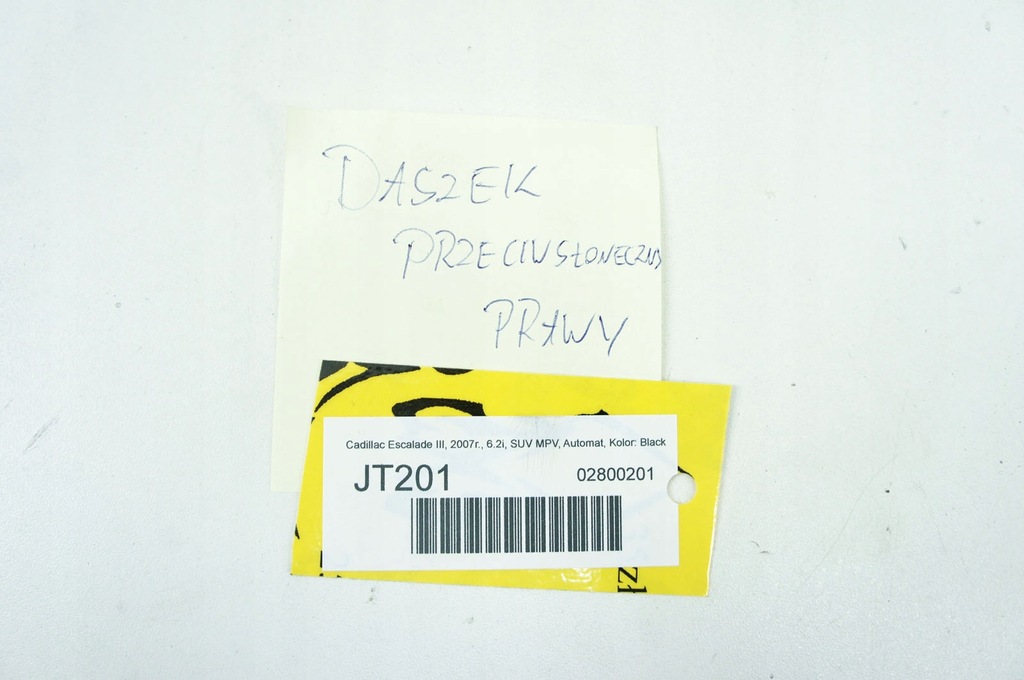 DASZEK
PRZECIWSŁONECZNY
PRAWY
Cadillac Escalade III, 2007r., 6.2i, SUV MPV, Automat, Kolor: Black
JT201
02800201